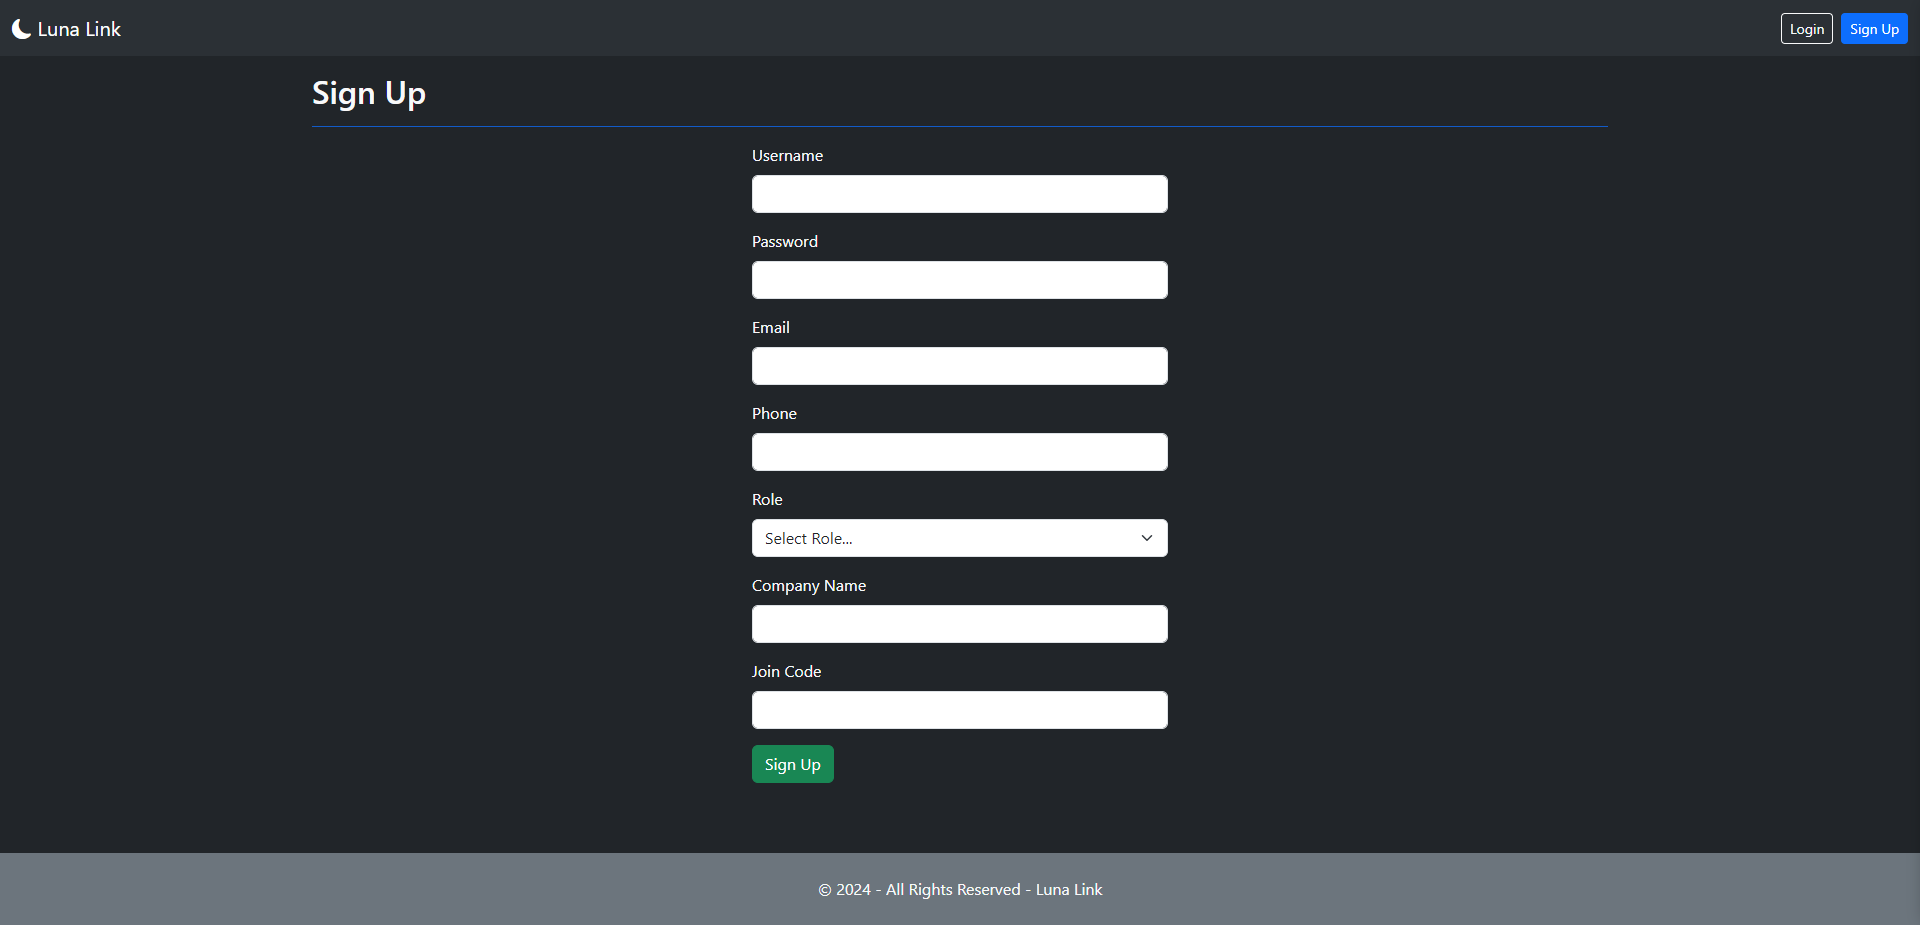 Luna Link
Login
Sign Up
Sign Up
Username
Password
Email
Phone
Role
Select Role...
Company Name
Join Code
Sign Up
© 2024 - All Rights Reserved - Luna Link